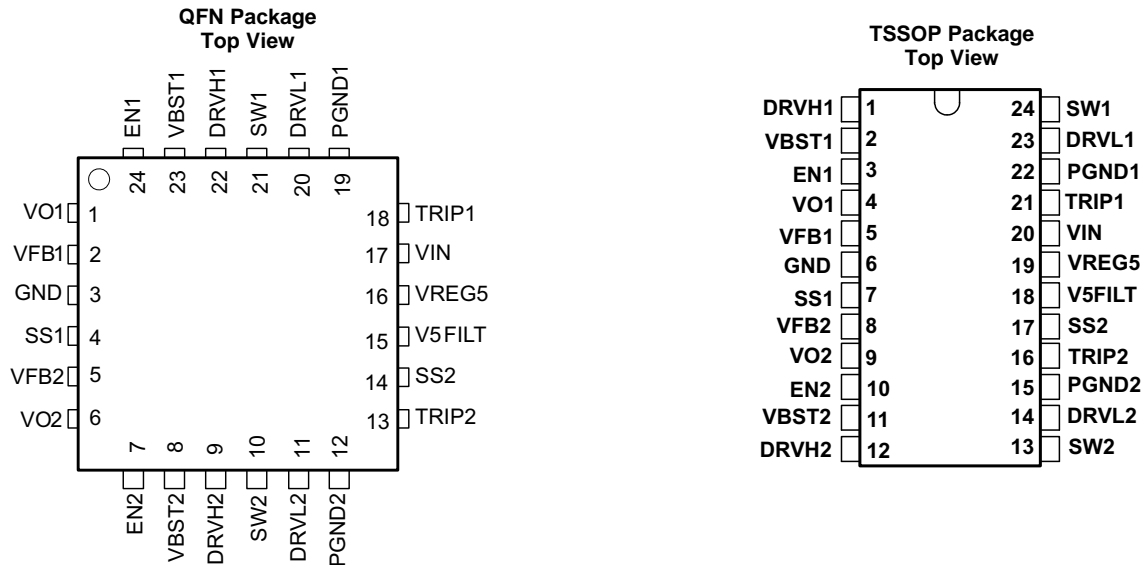 QFN Package
Top View
EN1
VBST1
DRVH1
SW1
DRVL1
PGND1
24
23
22
21
20
19
VO1 1
18 TRIP1
VFB1 2
17 VIN
GND 3
16 VREG5
SS1 4
15 V5FILT
VFB2 5
14 SS2
VO2 6
13 TRIP2
7
8
9
10
11
12
EN2
VBST2
DRVH2
SW2
DRVL2
PGND2
TSSOP Package
Top View
DRVH1 1
24 SW1
VBST1 2
23 DRVL1
EN1 3
22 PGND1
VO1 4
21 TRIP1
VFB1 5
20 VIN
GND 6
19 VREG5
SS1 7
18 V5FILT
VFB2 8
17 SS2
VO2 9
16 TRIP2
EN2 10
15 PGND2
VBST2 11
14 DRVL2
DRVH2 12
13 SW2